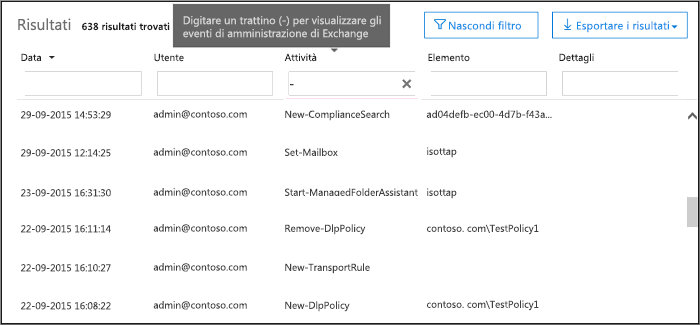 Risultati 638 risultati trovati
Digitare un trattino (-) per visualizzare gli
eventi di amministrazione di Exchange
Nascondi filtro
Esportare i risultati
Data Utente Attività Elemento Dettagli
-
29-09-2015 14:53:29 admin@contoso.com New-ComplianceSearch ad04defb-ec00-4d7b-f43a...
29-09-2015 12:14:25 admin@contoso.com Set-Mailbox isottap
23-09-2015 16:31:30 admin@contoso.com Start-ManagedFolderAssistant isottap
22-09-2015 16:11:14 admin@contoso.com Remove-DlpPolicy contoso. com\TestPolicy1
22-09-2015 16:10:27 admin@contoso.com New-TransportRule
22-09-2015 16:08:22 admin@contoso.com New-DlpPolicy contoso. com\TestPolicy1